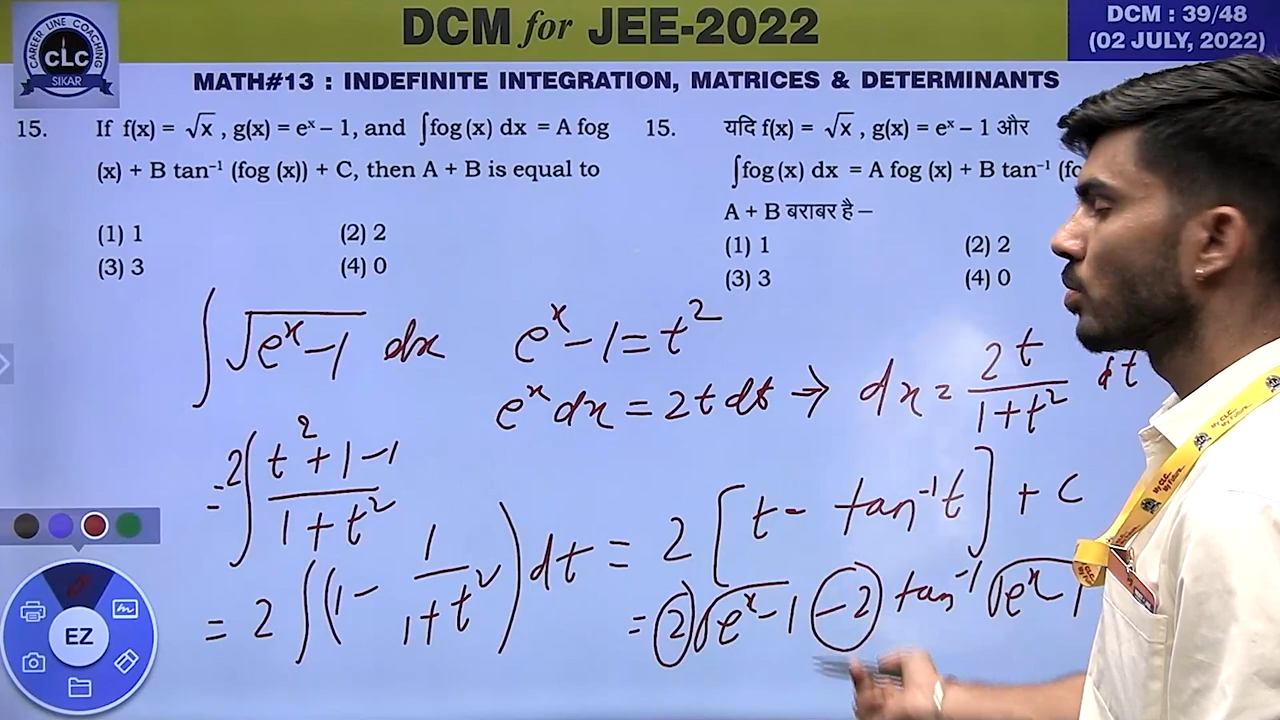 CAREER LINE COACHING
CLC
SIKAR
DCM for JEE-2022
DCM : 39/48
(02 JULY, 2022)
MATH#13 : INDEFINITE INTEGRATION, MATRICES & DETERMINANTS
15. If f(x) = √x , g(x) = eˣ – 1, and ∫fog (x) dx = A fog
(x) + B tan⁻¹ (fog (x)) + C, then A + B is equal to
(1) 1 (2) 2
(3) 3 (4) 0
15. यदि f(x) = √x , g(x) = eˣ – 1 और
∫fog (x) dx = A fog (x) + B tan⁻¹
A + B बराबर है –
(1) 1 (2) 2
(3) 3 (4) 0
∫ √(eˣ–1) dx eˣ–1 = t²
eˣ dx = 2t dt ⇒ dx = 2t/(1+t²) dt
= 2∫ (t²+1–1)/(1+t²)
= 2 ∫(1 – 1/(1+t²)) dt = 2 [t – tan⁻¹t] + c
= 2√(eˣ–1) –2 tan⁻¹ √(eˣ 1
EZ
My CLC..
My Future..